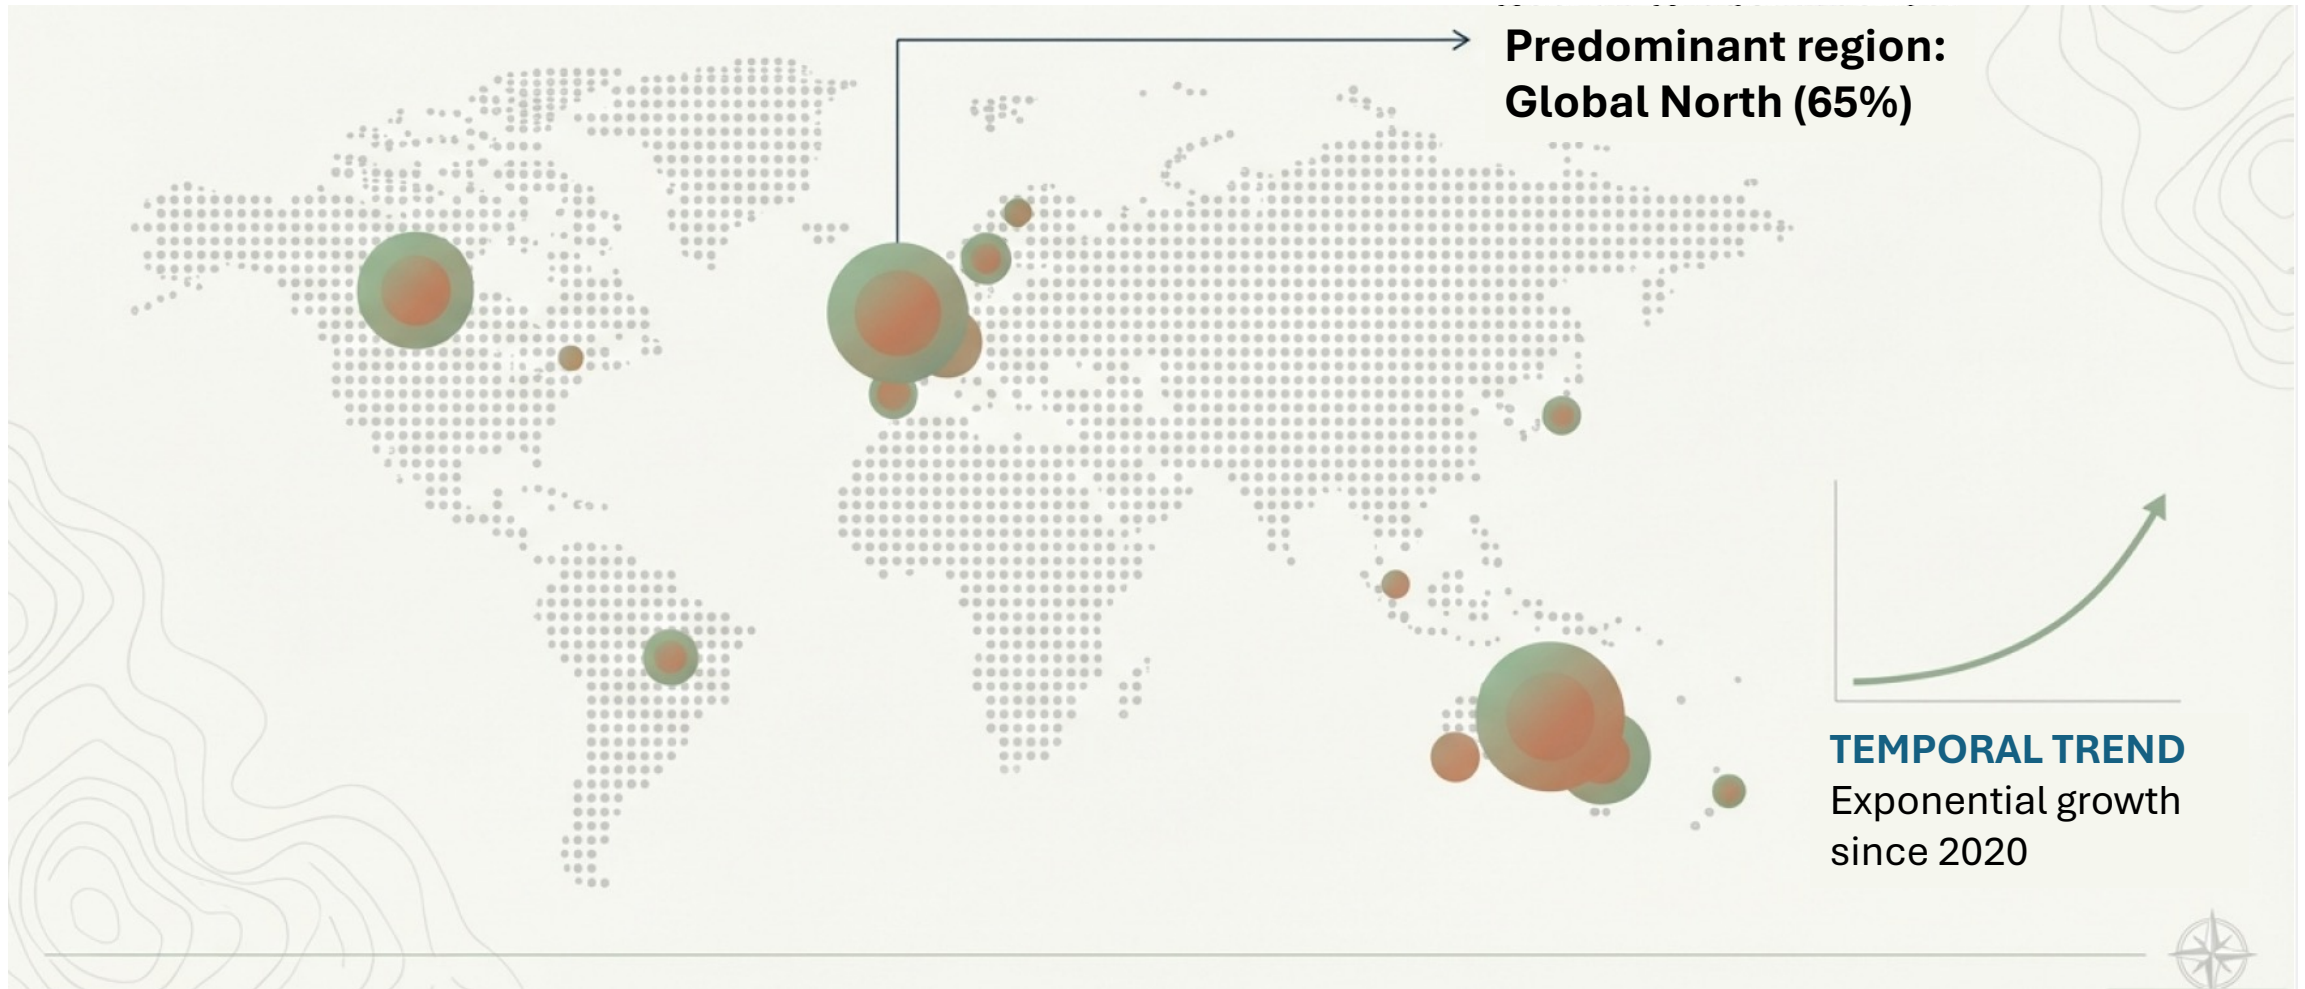 Predominant region:
Global North (65%)
TEMPORAL TREND
Exponential growth
since 2020